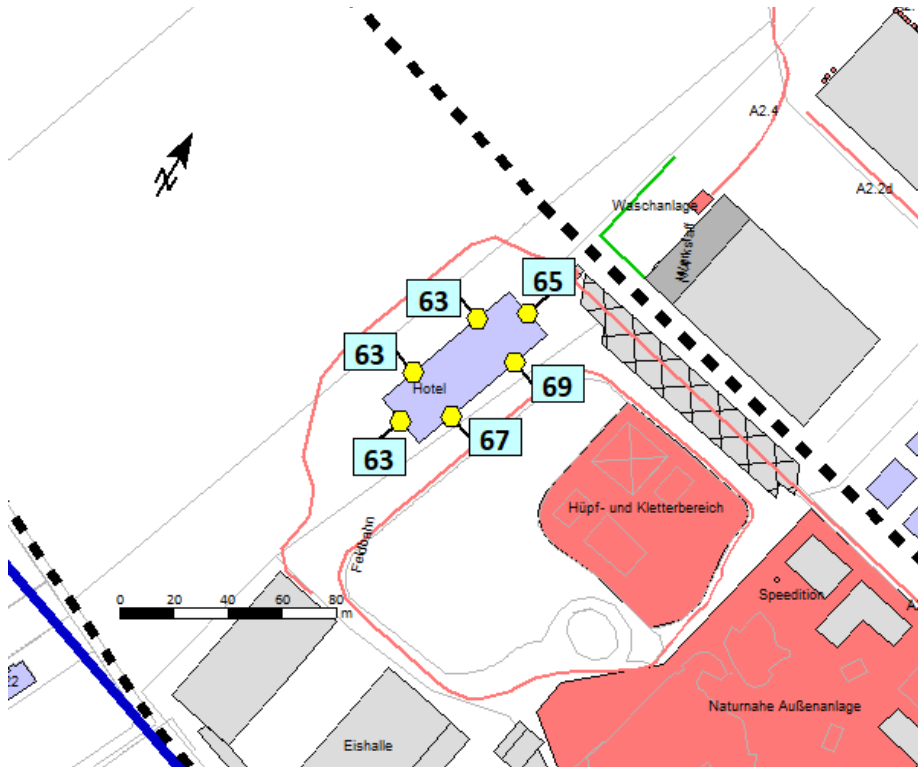 A2.4
A2.2d
N
Waschanlage
65
63
63
Hotel
69
67
63
Hüpf- und Kletterbereich
Feldbahn
0 20 40 60 80
m
Speedition
Naturnahe Außenanlage
Eishalle